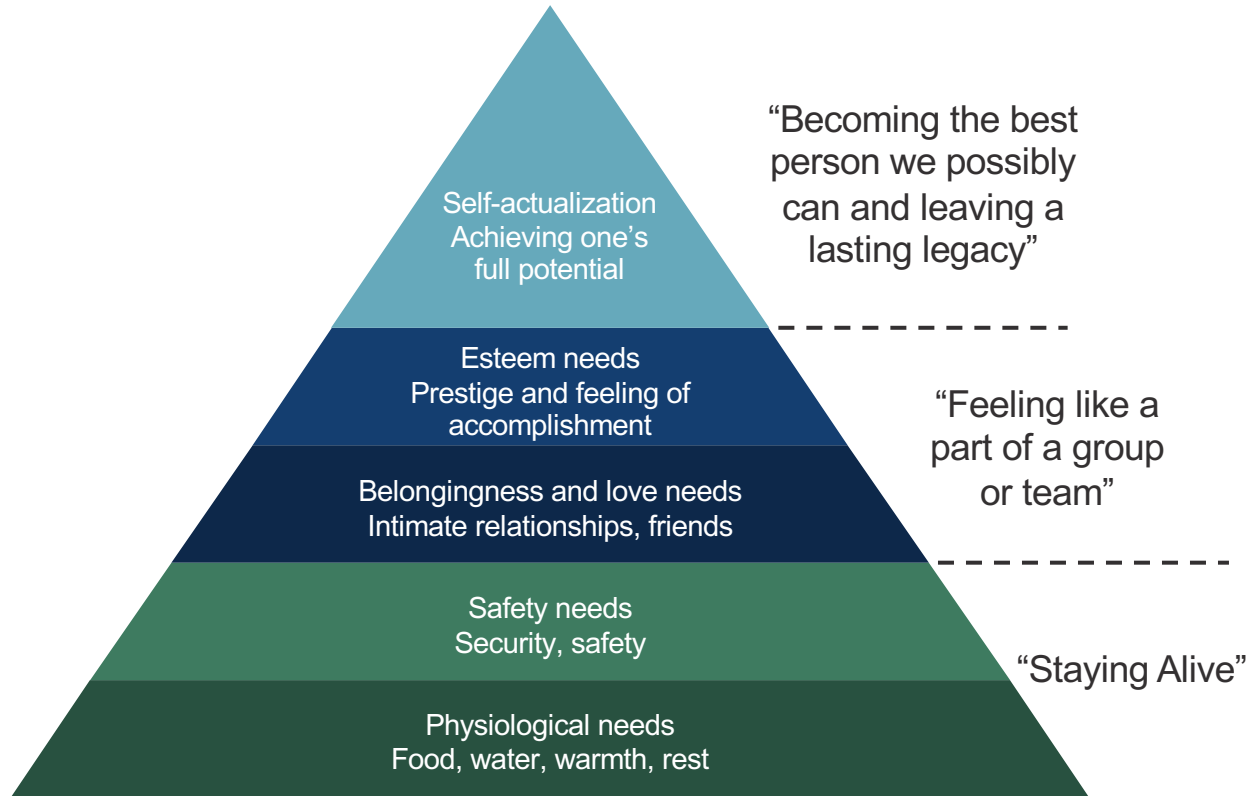 Self-actualization
Achieving one’s
full potential
“Becoming the best
person we possibly
can and leaving a
lasting legacy”
Esteem needs
Prestige and feeling of
accomplishment
Belongingness and love needs
Intimate relationships, friends
“Feeling like a
part of a group
or team”
Safety needs
Security, safety
Physiological needs
Food, water, warmth, rest
“Staying Alive”